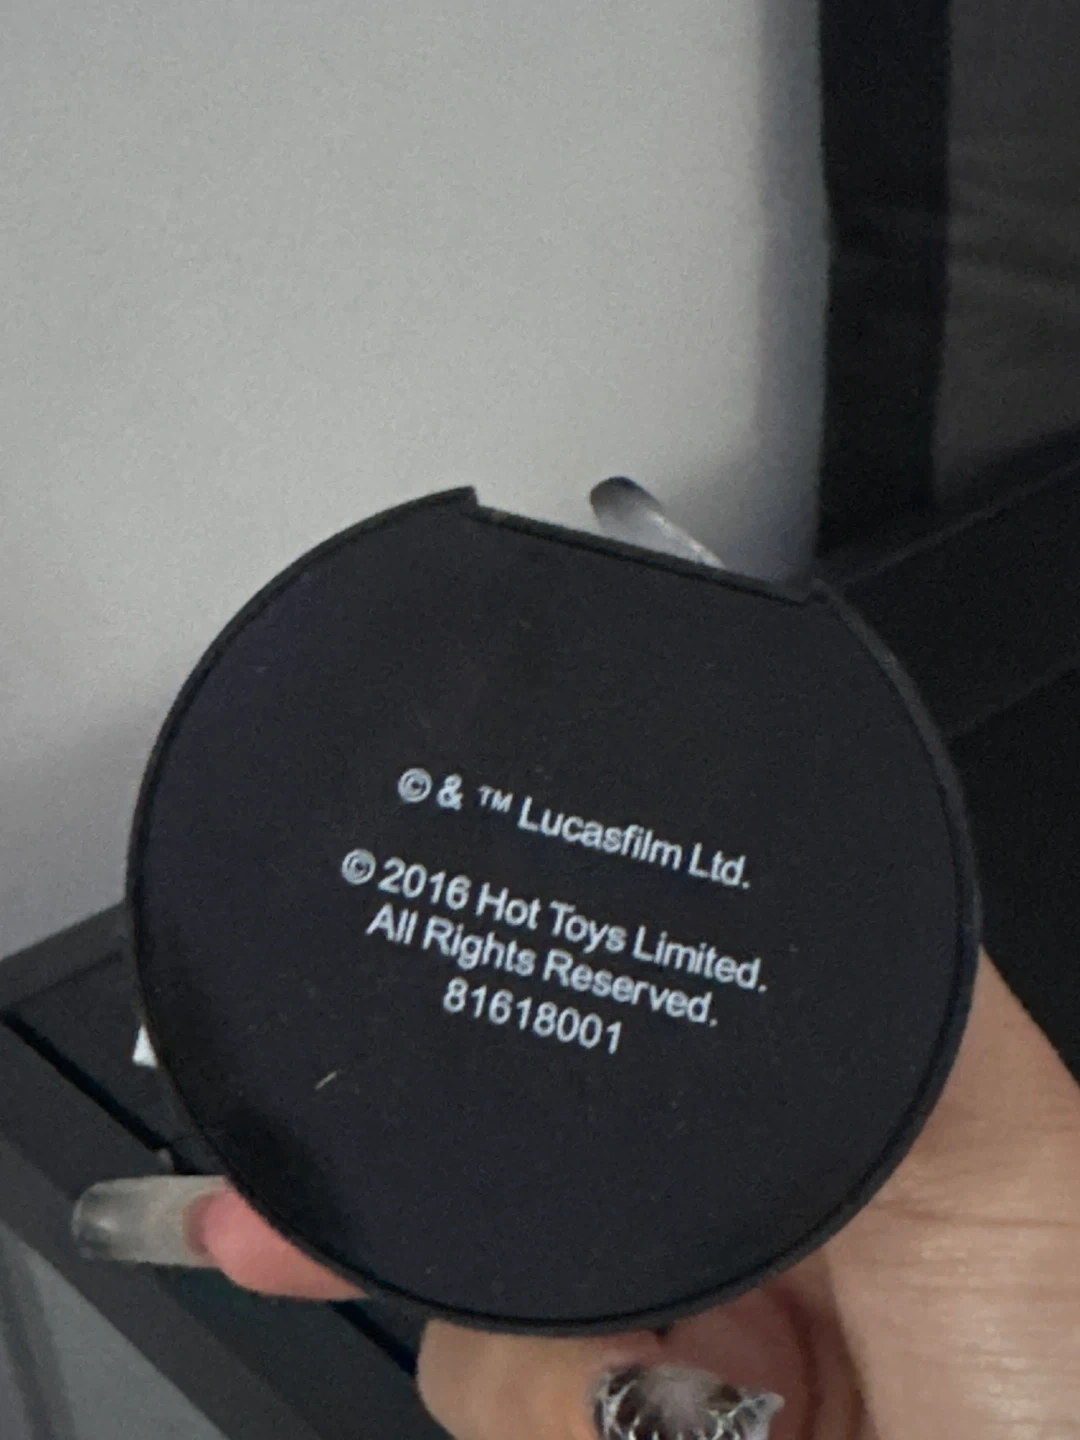 © & ™ Lucasfilm Ltd.
© 2016 Hot Toys Limited.
All Rights Reserved.
81618001